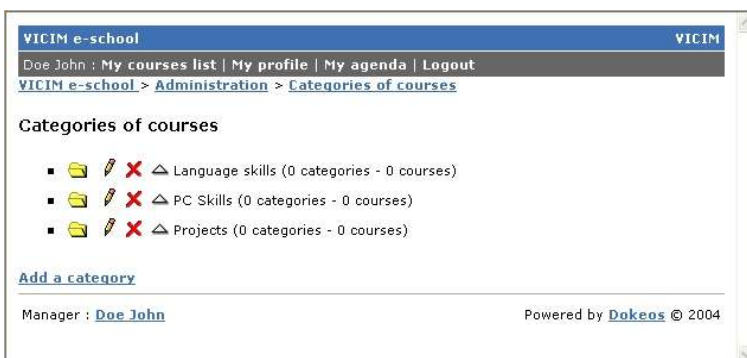 VICIM e-school VICIM
Doe John : My courses list | My profile | My agenda | Logout
VICIM e-school > Administration > Categories of courses
Categories of courses
Language skills (0 categories - 0 courses)
PC Skills (0 categories - 0 courses)
Projects (0 categories - 0 courses)
Add a category
Manager : Doe John Powered by Dokeos © 2004